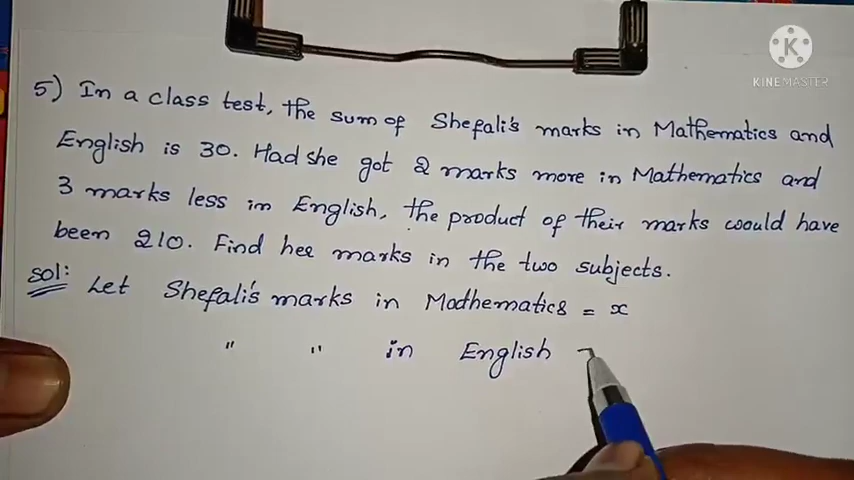 K
KINEMASTER
5) In a class test, the sum of Shefali's marks in Mathematics and
English is 30. Had she got 2 marks more in Mathematics and
3 marks less in English, the product of their marks would have
been 210. Find her marks in the two subjects.
Sol: Let Shefali's marks in Mathematics = x
" " in English =